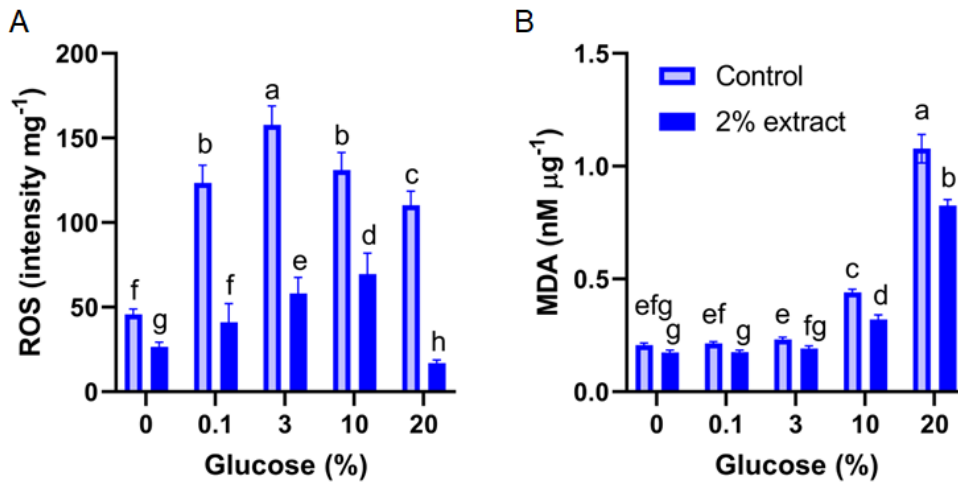 A
B
200
150
100
50
0
ROS (intensity mg⁻¹)
f
g
b
f
a
e
b
d
c
h
0 0.1 3 10 20
Glucose (%)
1.5
1.0
0.5
0.0
MDA (nM μg⁻¹)
Control
2% extract
efg
g
ef
g
e
fg
c
d
a
b
0 0.1 3 10 20
Glucose (%)